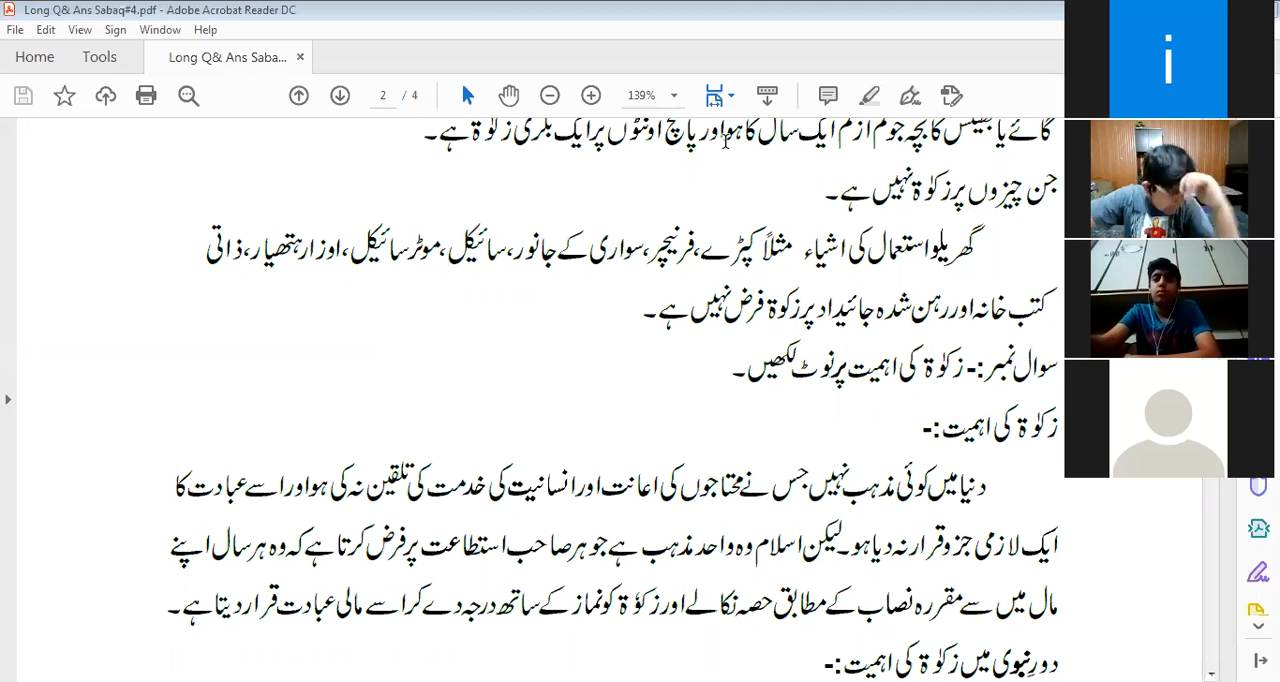 Long Q& Ans Sabaq#4.pdf - Adobe Acrobat Reader DC
File Edit View Sign Window Help
Home Tools Long Q& Ans Saba... ×
2 / 4 139%
گائے یا بھینس کا بچہ جو کم از کم ایک سال کا ہو اور پانچ اونٹوں پر ایک بکری زکوٰۃ ہے۔
جن چیزوں پر زکوٰۃ نہیں ہے۔
گھریلو استعمال کی اشیاء مثلاً کپڑے، فرنیچر، سواری کے جانور، سائیکل، موٹر سائیکل، اوزار ہتھیار، ذاتی
کتب خانہ اور رہن شدہ جائیداد پر زکوۃ فرض نہیں ہے۔
سوال نمبر :- زکوٰۃ کی اہمیت پر نوٹ لکھیں۔
زکوٰۃ کی اہمیت :-
دنیا میں کوئی مذہب نہیں جس نے محتاجوں کی اعانت اور انسانیت کی خدمت کی تلقین نہ کی ہو اور اسے عبادت کا
ایک لازمی جزو قرار نہ دیا ہو۔ لیکن اسلام وہ واحد مذہب ہے جو ہر صاحب استطاعت پر فرض کرتا ہے کہ وہ ہر سال اپنے
مال میں سے مقررہ نصاب کے مطابق حصہ نکالے اور زکوٰۃ کو نماز کے ساتھ درجہ دے کر اسے مالی عبادت قرار دیتا ہے۔
دورِ نبوی میں زکوٰۃ کی اہمیت :-
i